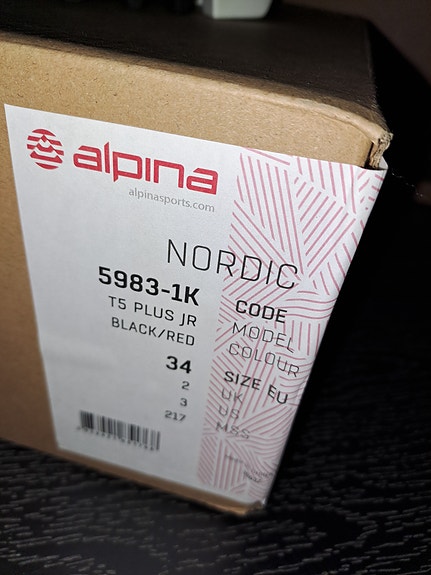 alpina
alpinasports.com
NORDIC
5983-1K CODE
T5 PLUS JR MODEL
BLACK/RED COLOUR
34 SIZE EU
2 UK
3 US
217 MSS